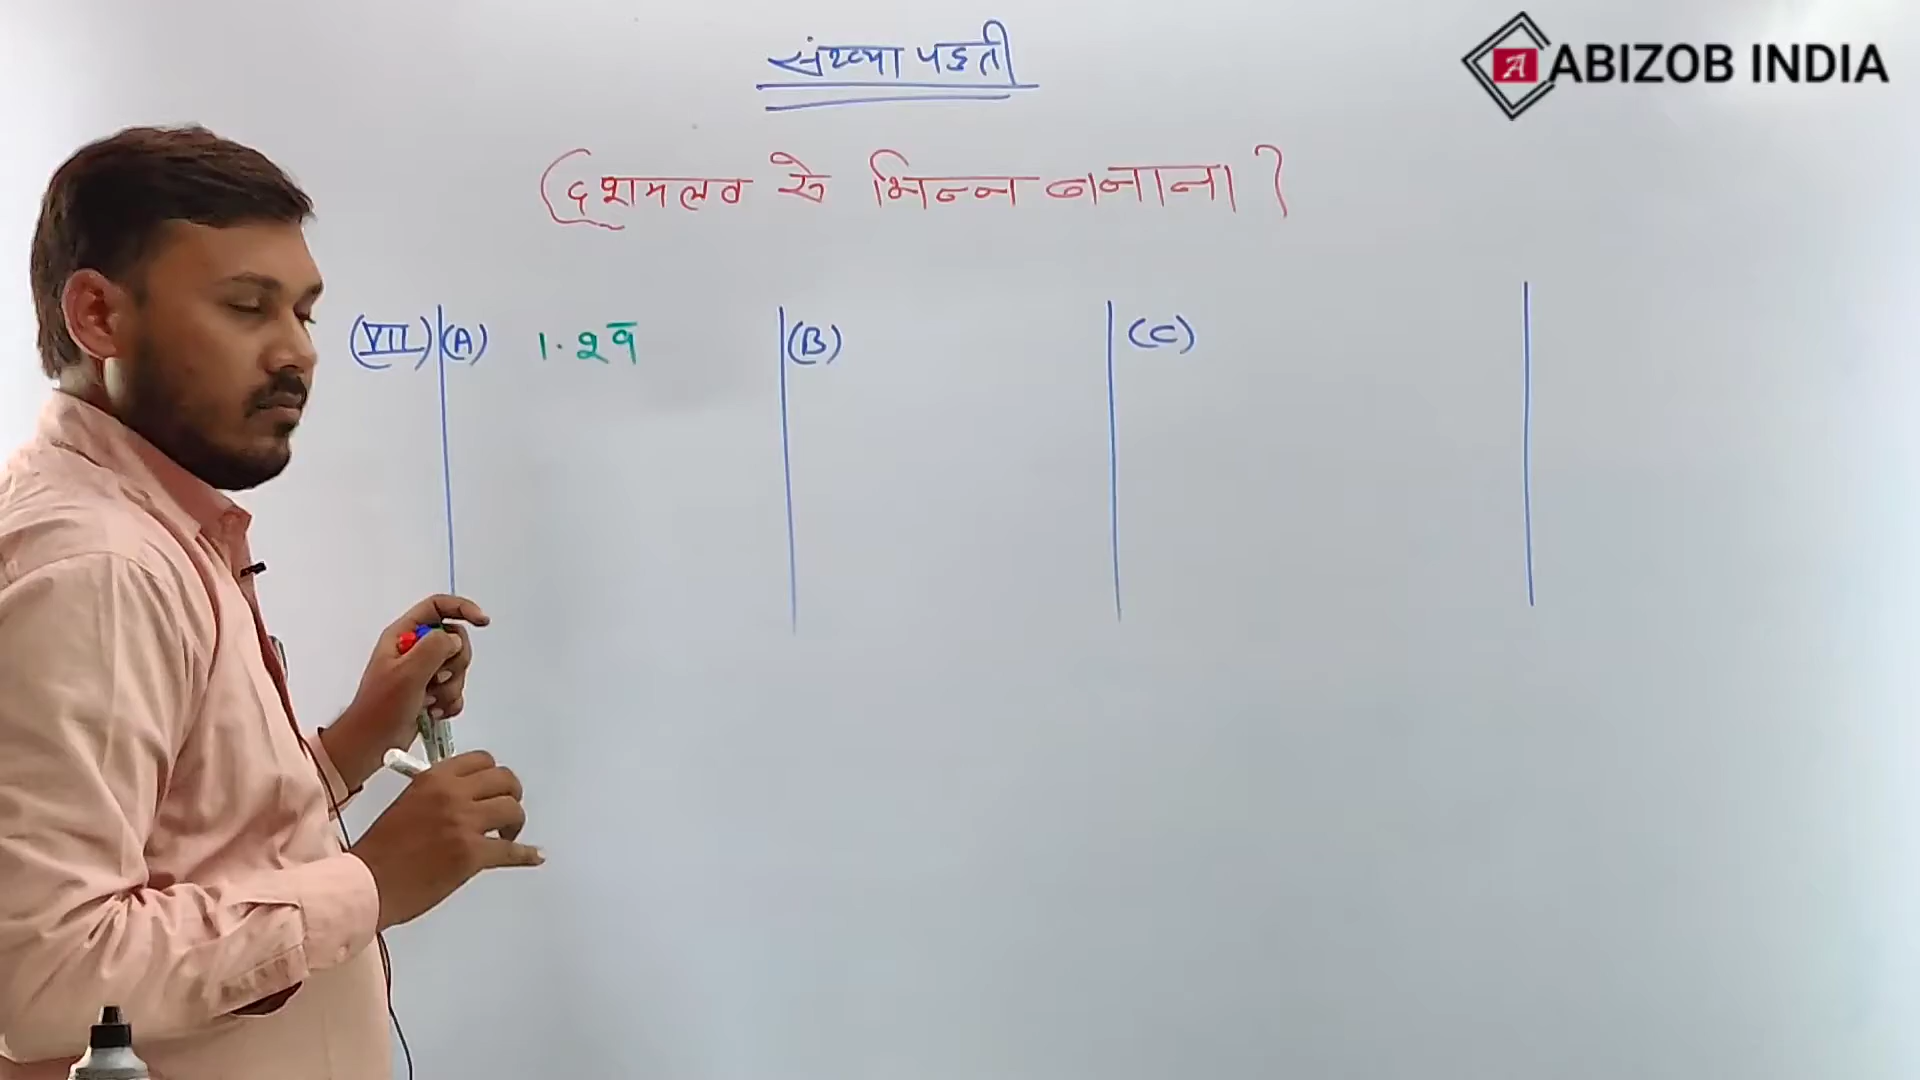 ABIZOB INDIA
संख्या पद्धती
(दशमलव से भिन्न बनाना?
(VII) (A) 1.29̅ (B) (C)